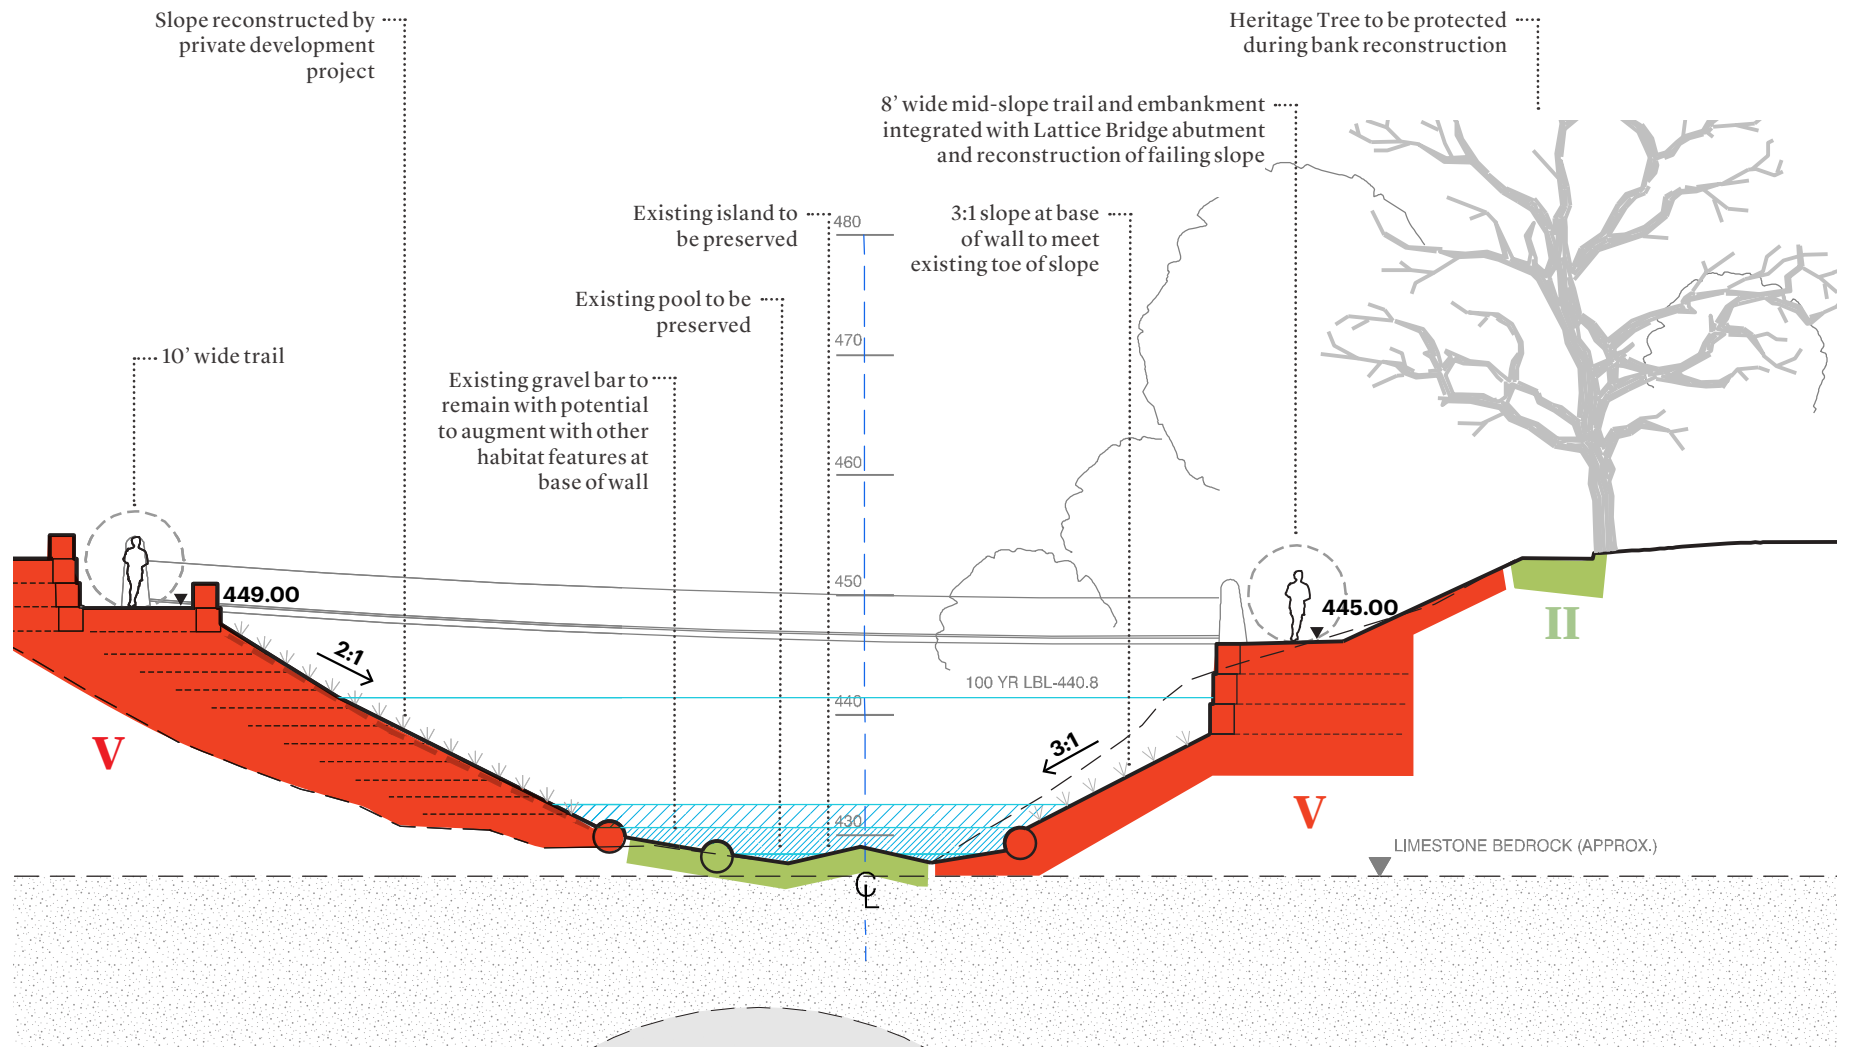 Slope reconstructed by
private development
project
Heritage Tree to be protected
during bank reconstruction
8’ wide mid-slope trail and embankment
integrated with Lattice Bridge abutment
and reconstruction of failing slope
Existing island to
be preserved
3:1 slope at base
of wall to meet
existing toe of slope
Existing pool to be
preserved
10’ wide trail
Existing gravel bar to
remain with potential
to augment with other
habitat features at
base of wall
480
470
460
450
440
430
449.00
445.00
2:1
3:1
100 YR LBL-440.8
II
V
V
LIMESTONE BEDROCK (APPROX.)
CL